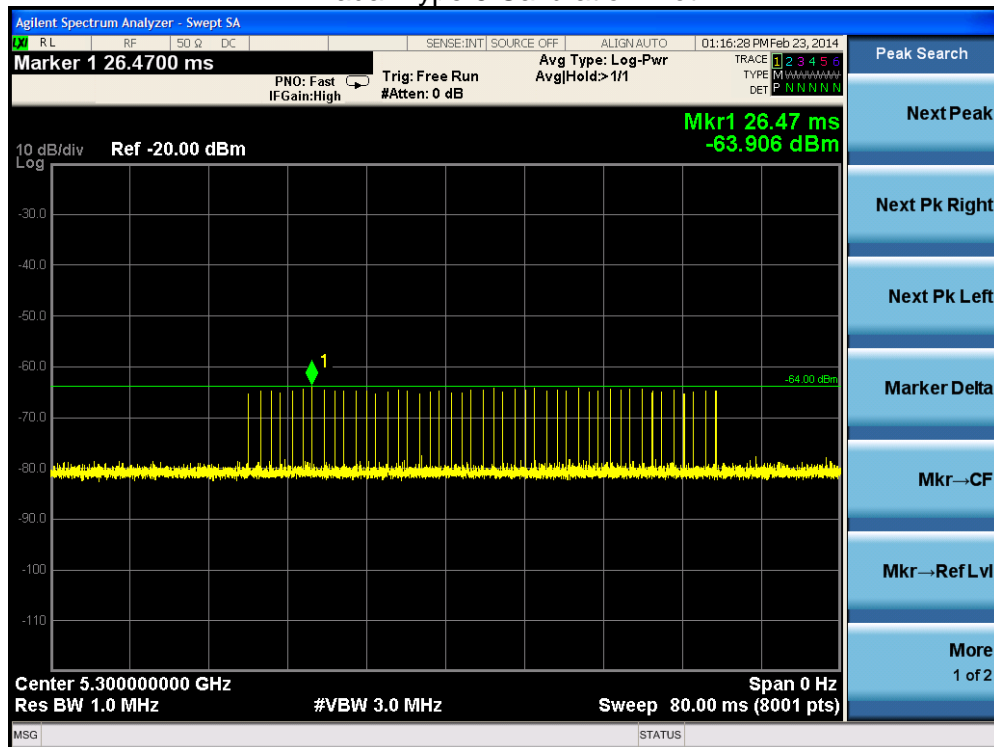 Agilent Spectrum Analyzer - Swept SA
LXI RL RF 50 Ω DC SENSE:INT SOURCE OFF ALIGN AUTO 01:16:28 PM Feb 23, 2014
Marker 1 26.4700 ms
PNO: Fast
IFGain:High
Trig: Free Run
#Atten: 0 dB
Avg Type: Log-Pwr
Avg|Hold:> 1/1
TRACE 1 2 3 4 5 6
TYPE M WWWWW
DET P N N N N N
Peak Search
Mkr1 26.47 ms
-63.906 dBm
10 dB/div Ref -20.00 dBm
Log
-30.0
-40.0
-50.0
-60.0
1
-64.00 dBm
-70.0
-80.0
-90.0
-100
-110
Center 5.300000000 GHz
Span 0 Hz
Res BW 1.0 MHz
#VBW 3.0 MHz
Sweep 80.00 ms (8001 pts)
MSG
STATUS
Next Peak
Next Pk Right
Next Pk Left
Marker Delta
Mkr→CF
Mkr→Ref Lvl
More
1 of 2